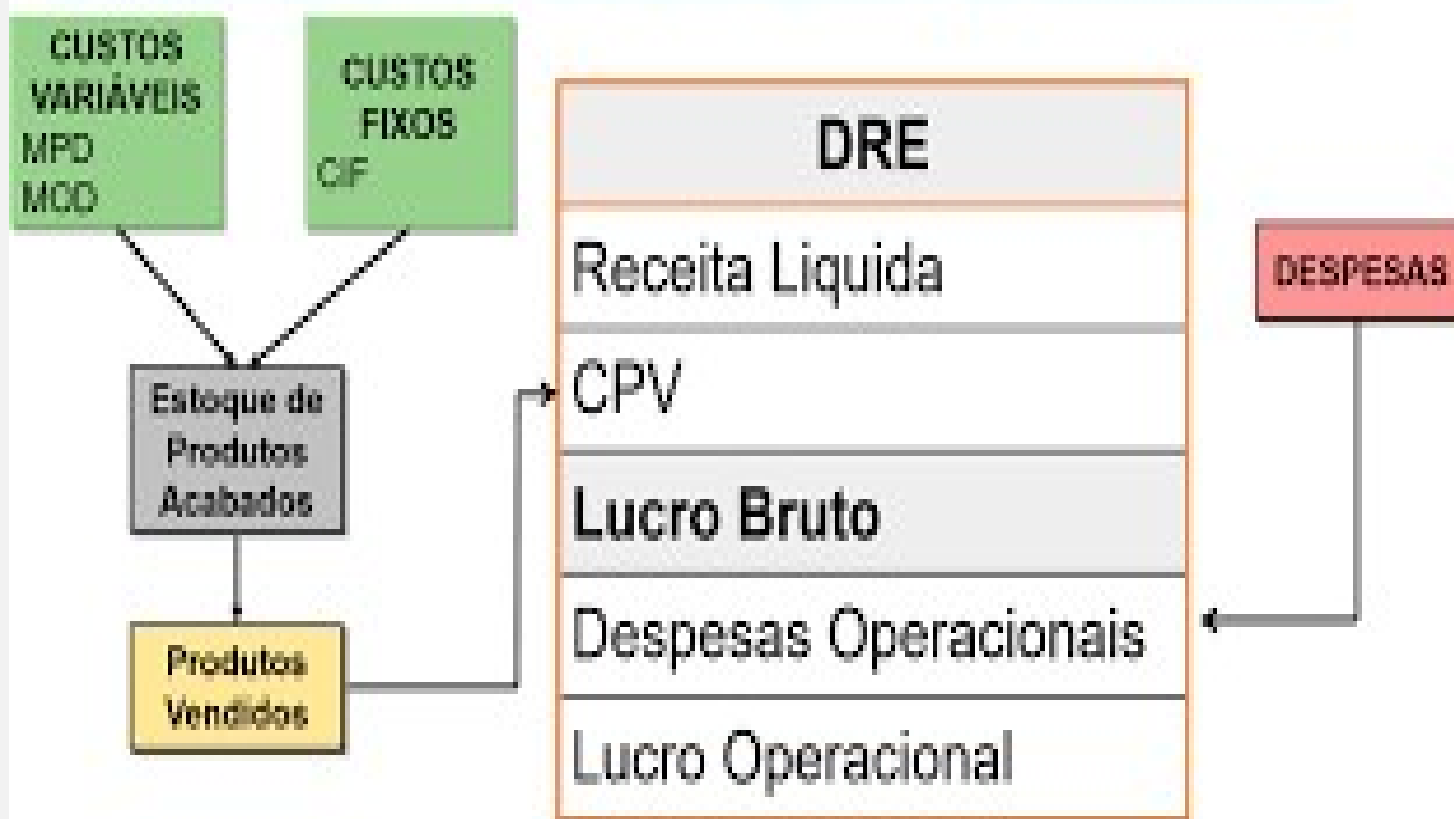 CUSTOS
VARIÁVEIS
MPD
MOD
CUSTOS
FIXOS
CIF
Estoque de
Produtos
Acabados
Produtos
Vendidos
DRE
Receita Liquida
CPV
Lucro Bruto
Despesas Operacionais
Lucro Operacional
DESPESAS